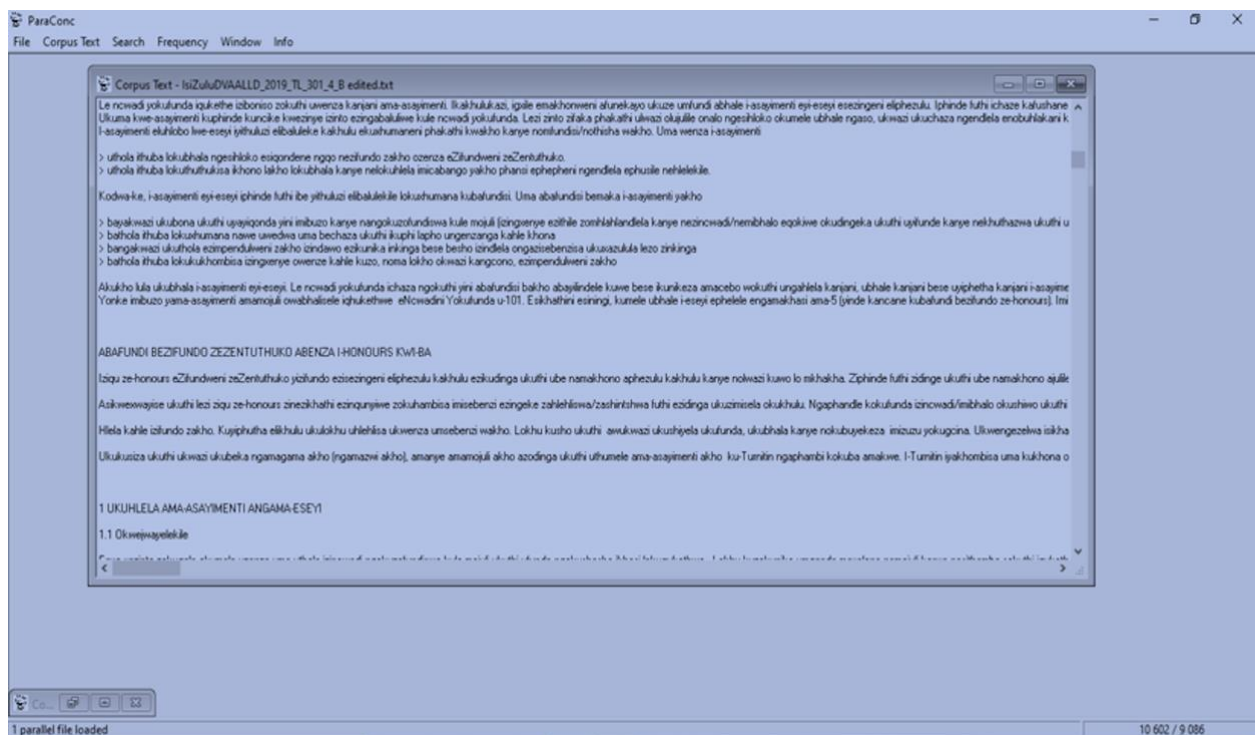 ParaConc
File Corpus Text Search Frequency Window Info
Corpus Text - IsiZuluDVAALLD_2019_TL_301_4_B edited.txt
Le ncwadi yokufunda iqukethe iziboniso zokuthi uwenza kanjani ama-asayimenti. Ikakhulukazi, igxile emakhonweni afunekayo ukuze umfundi abhale i-asayimenti eyi-eseyi esezingeni eliphezulu. Iphinde futhi ichaze kafushane
Ukuma kwe-asayimenti kuphinde kuncike kwezinye izinto ezingabaluliwe kule ncwadi yokufunda. Lezi zinto zifaka phakathi ulwazi olujulile onalo ngesihloko okumele ubhale ngaso, ukwazi ukuchaza ngendlela enobuhlakani k
I-asayimenti eluhlobo lwe-eseyi iyithuluzi elibaluleke kakhulu ekuxhumaneni phakathi kwakho kanye nomfundisi/nothisha wakho. Uma wenza i-asayimenti
> uthola ithuba lokubhala ngesihloko esiqondene ngqo nezifundo zakho ozenza eZifundweni zeZentuthuko.
> uthola ithuba lokuthuthukisa ikhono lakho lokubhala kanye nelokuhlela imicabango yakho phansi ephepheni ngendlela ephusile nehlelekile.
Kodwa-ke, i-asayimenti eyi-eseyi iphinde futhi ibe yithuluzi elibalulekile lokuxhumana kubafundisi. Uma abafundisi bemaka i-asayimenti yakho
> bayakwazi ukubona ukuthi uyayiqonda yini imibuzo kanye nangokuzofundiswa kule mojuli (izingxenye ezithile zomhlahlandlela kanye nezincwadi/nemibhalo eqokiwe okudingeka ukuthi uyifunde kanye nekhuthazwa ukuthi u
> bathola ithuba lokuxhumana nawe uwedwa uma bechaza ukuthi ikuphi lapho ungenzanga kahle khona
> bangakwazi ukuthola ezimpendulweni zakho izindawo ezikunika inkinga bese besho izindlela ongazisebenzisa ukuxazulula lezo zinkinga
> bathola ithuba lokukukhombisa izingxenye owenze kahle kuzo, noma lokho okwazi kangcono, ezimpendulweni zakho
Akukho lula ukubhala i-asayimenti eyi-eseyi. Le ncwadi yokufunda ichaza ngokuthi yini abafundisi bakho abayilindele kuwe bese ikunikeza amacebo wokuthi ungahlela kanjani, ubhale kanjani bese uyiphetha kanjani i-asayime
Yonke imibuzo yama-asayimenti amamojuli owabhalisele iqhukethwe eNcwadini Yokufunda u-101. Esikhathini esiningi, kumele ubhale i-eseyi ephelele engamakhasi ama-5 (yinde kancane kubafundi bezifundo ze-honours). Imi
ABAFUNDI BEZIFUNDO ZEZENTUTHUKO ABENZA I-HONOURS KWI-BA
Iziqu ze-honours eZifundweni zeZentuthuko yizifundo ezisezingeni eliphezulu kakhulu ezikudinga ukuthi ube namakhono aphezulu kakhulu kanye nolwazi kuwo lo mkhakha. Ziphinde futhi zidinge ukuthi ube namakhono ajulile
Asikwexwayise ukuthi lezi ziqu ze-honours zinezikhathi ezinqunyiwe zokuhambisa imisebenzi ezingeke zahlehliswa/zashintshwa futhi ezidinga ukuzimisela okukhulu. Ngaphandle kokufunda izincwadi/imibhalo okushiwo ukuthi
Hlela kahle izifundo zakho. Kuyiphutha elikhulu ukulokhu uhlehlisa ukwenza umsebenzi wakho. Lokhu kusho ukuthi awukwazi ukushiyela ukufunda, ukubhala kanye nokubuyekeza imizuzu yokugcina. Ukwengezelwa isikha
Ukukusiza ukuthi ukwazi ukubeka ngamagama akho (ngamazwi akho), amanye amamojuli akho azodinga ukuthi uthumele ama-asayimenti akho ku-Turnitin ngaphambi kokuba amakwe. I-Turnitin iyakhombisa uma kukhona o
1 UKUHLELA AMA-ASAYIMENTI ANGAMA-ESEYI
1.1 Okwejwayelekile
Co...
1 parallel file loaded
10 602 / 9 086